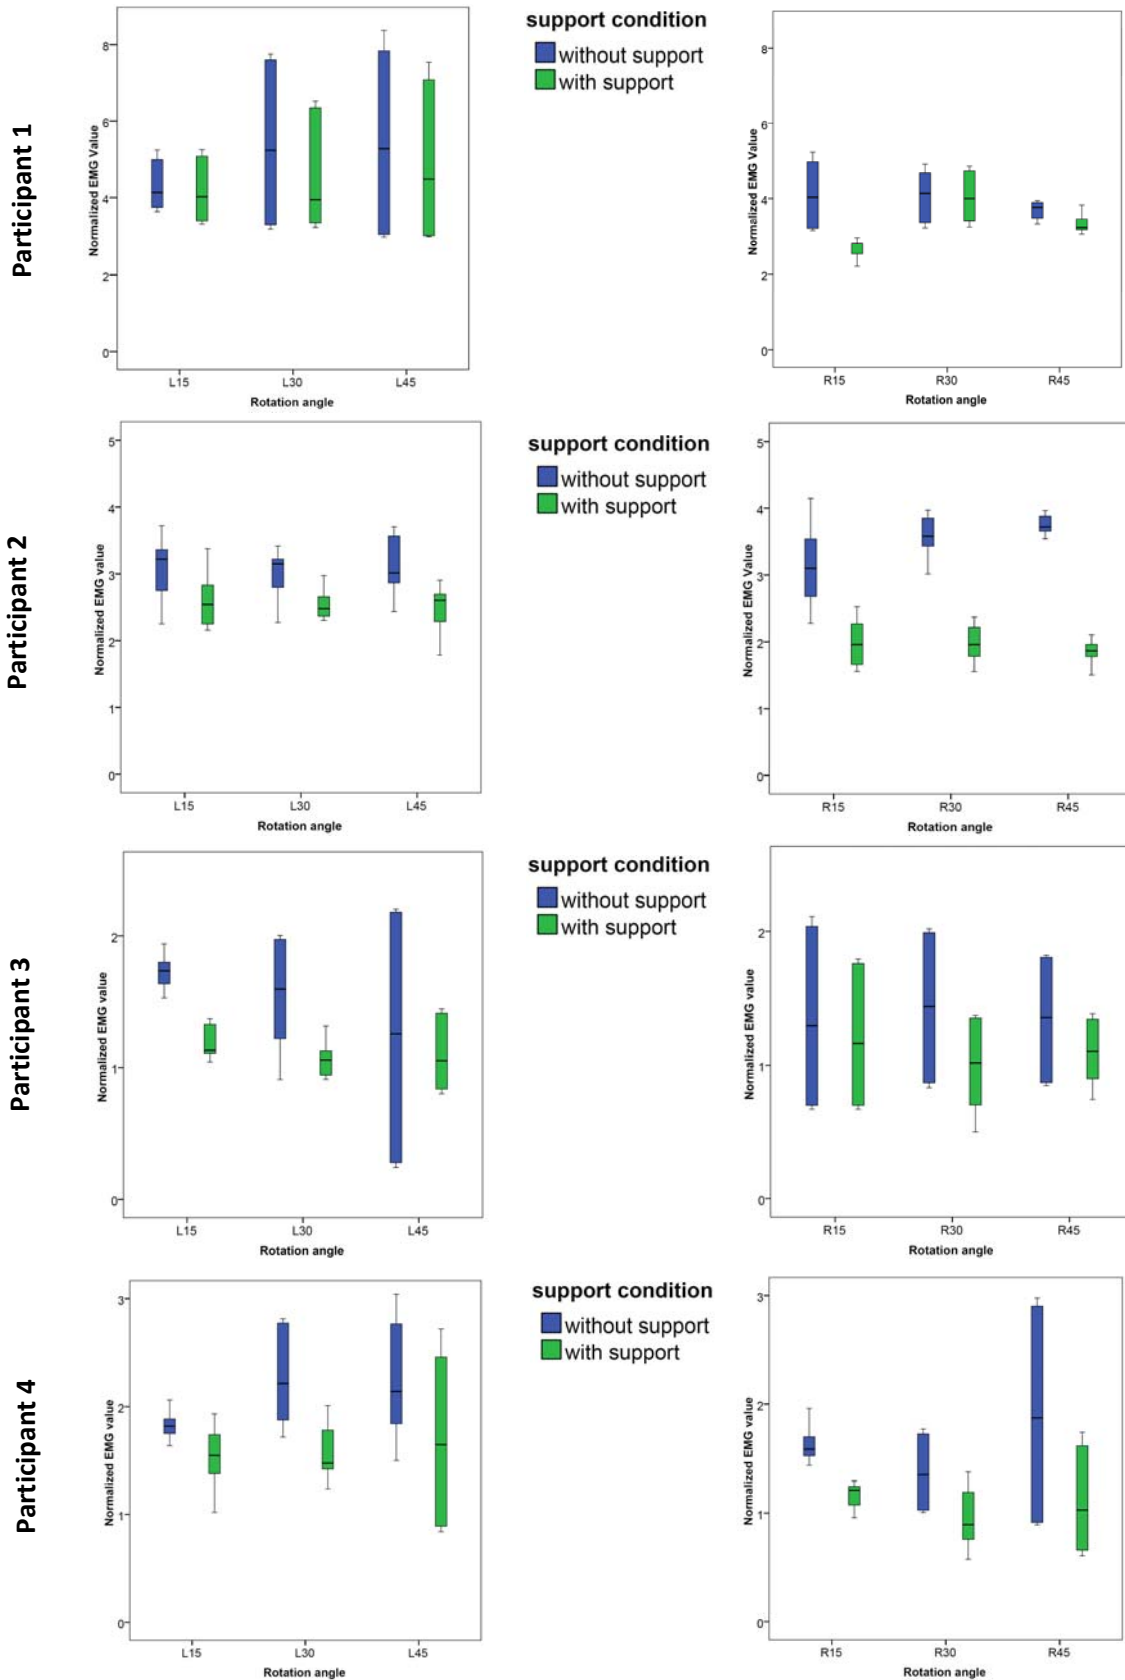 Participant 1
Normalized EMG Value
8
6
4
2
0
L15 L30 L45
Rotation angle
support condition
without support
with support
Normalized EMG Value
8
6
4
2
0
R15 R30 R45
Rotation angle
Participant 2
Normalized EMG value
5
4
3
2
1
0
L15 L30 L45
Rotation angle
support condition
without support
with support
Normalized EMG Value
5
4
3
2
1
0
R15 R30 R45
Rotation angle
Participant 3
Normalized EMG value
2
1
0
L15 L30 L45
Rotation angle
support condition
without support
with support
Normalized EMG value
2
1
0
R15 R30 R45
Rotation angle
Participant 4
Normalized EMG value
3
2
1
0
L15 L30 L45
Rotation angle
support condition
without support
with support
Normalized EMG value
3
2
1
0
R15 R30 R45
Rotation angle